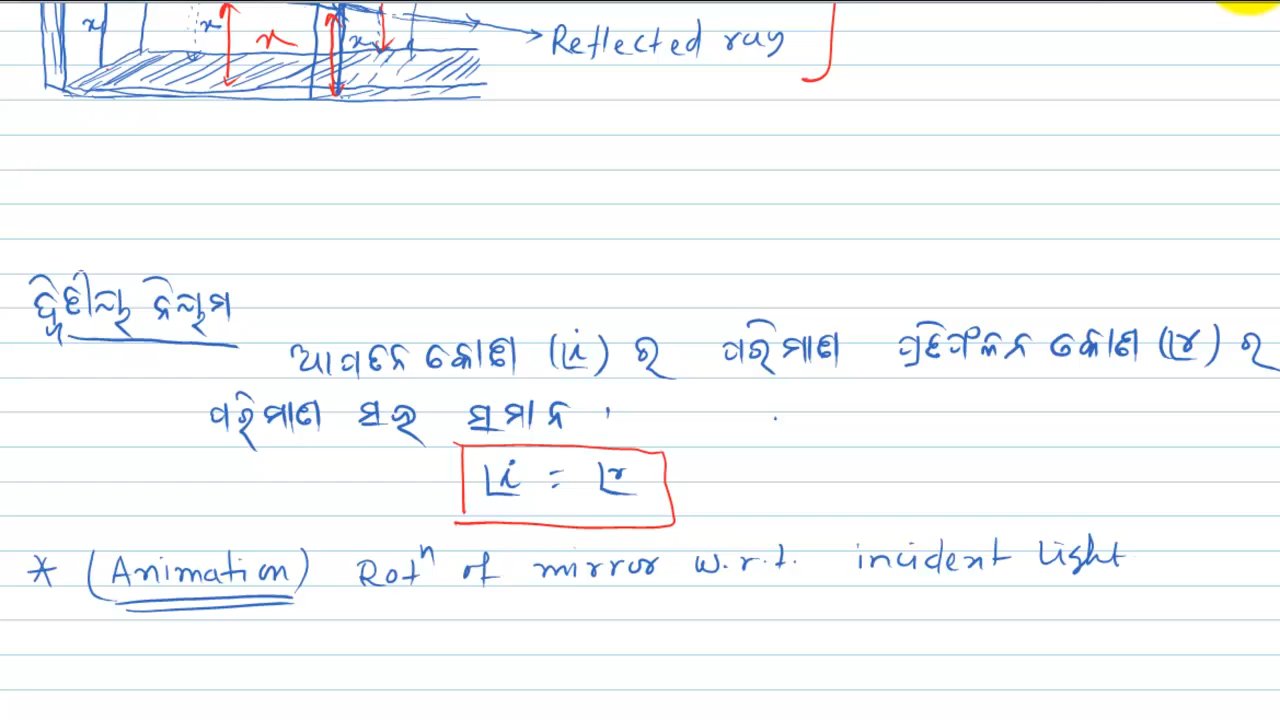 x x x x Reflected ray
ଦ୍ୱିତୀୟ ନିୟମ
ଆପତନ କୋଣ (∠i) ର ପରିମାଣ ପ୍ରତିଫଳନ କୋଣ (∠r) ର
ପରିମାଣ ସହ ସମାନ ।
∠i = ∠r
* (Animation) Rotⁿ of mirror w.r.t. incident light